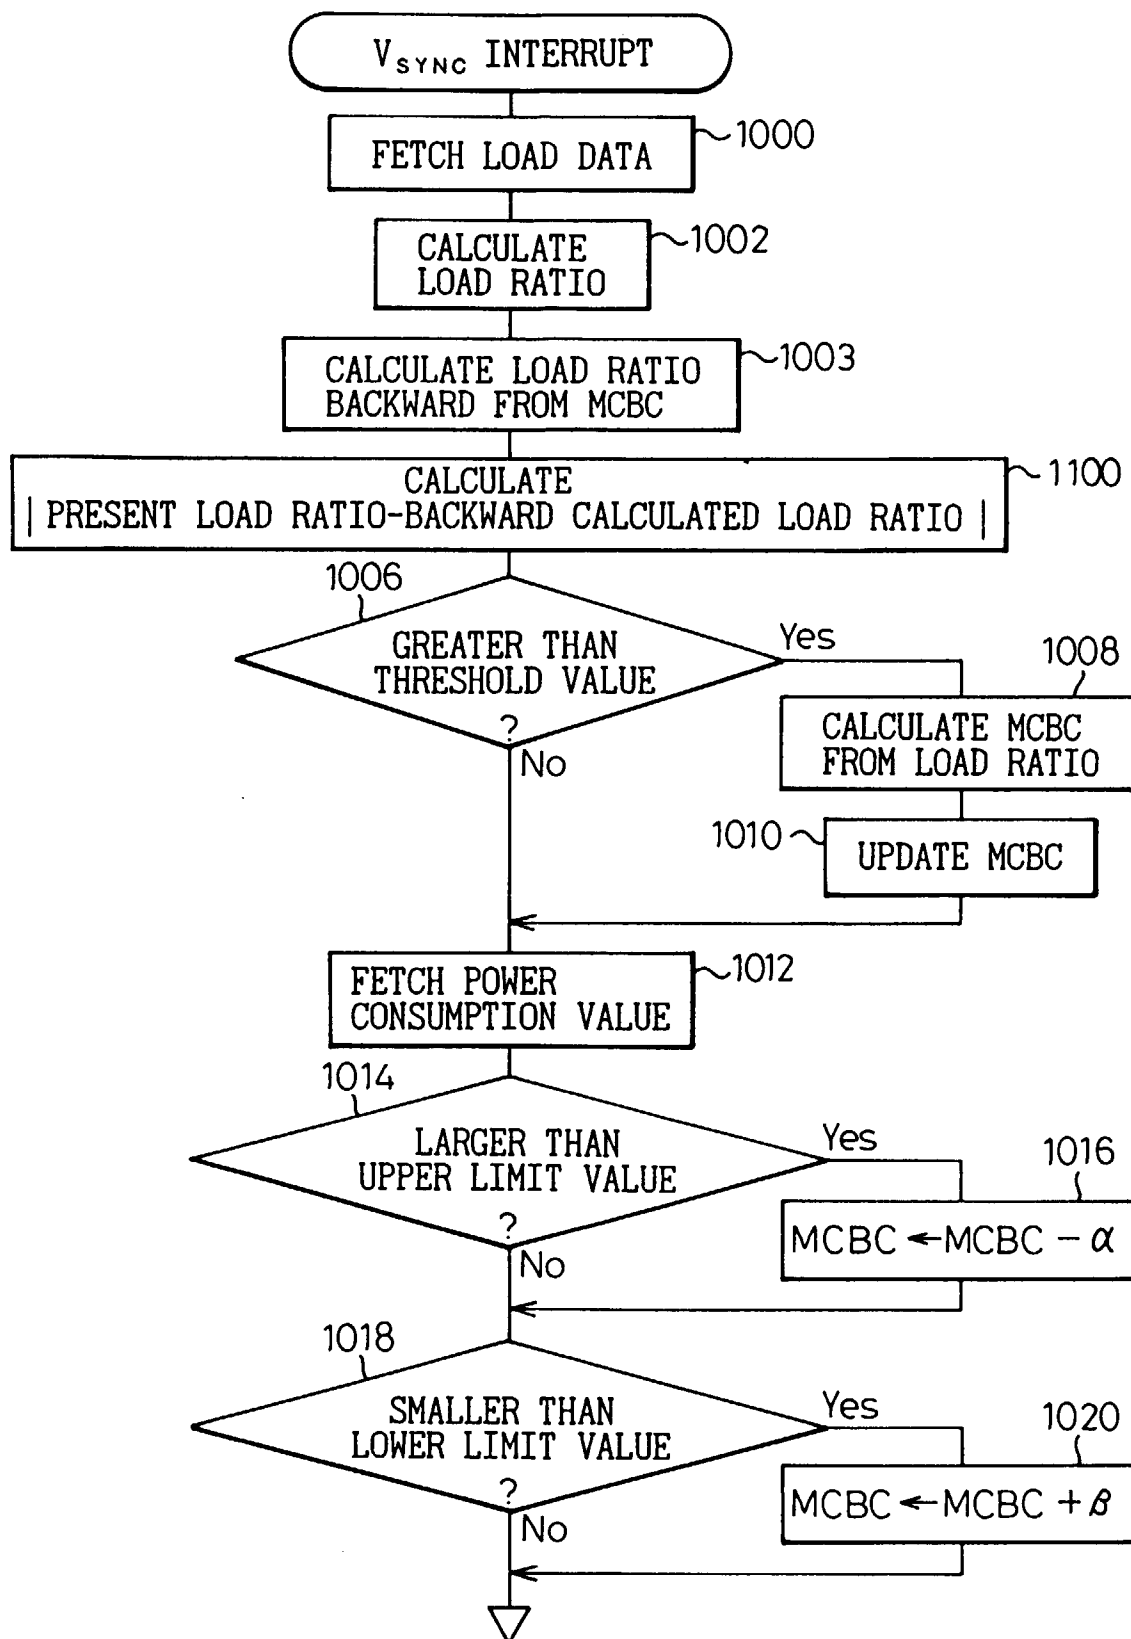 VSYNC INTERRUPT
FETCH LOAD DATA
1000
CALCULATE
LOAD RATIO
1002
CALCULATE LOAD RATIO
BACKWARD FROM MCBC
1003
CALCULATE
| PRESENT LOAD RATIO-BACKWARD CALCULATED LOAD RATIO |
1100
1006
GREATER THAN
THRESHOLD VALUE
?
Yes
No
1008
CALCULATE MCBC
FROM LOAD RATIO
1010
UPDATE MCBC
FETCH POWER
CONSUMPTION VALUE
1012
1014
LARGER THAN
UPPER LIMIT VALUE
?
Yes
No
1016
MCBC ← MCBC - α
1018
SMALLER THAN
LOWER LIMIT VALUE
?
Yes
No
1020
MCBC ← MCBC + β